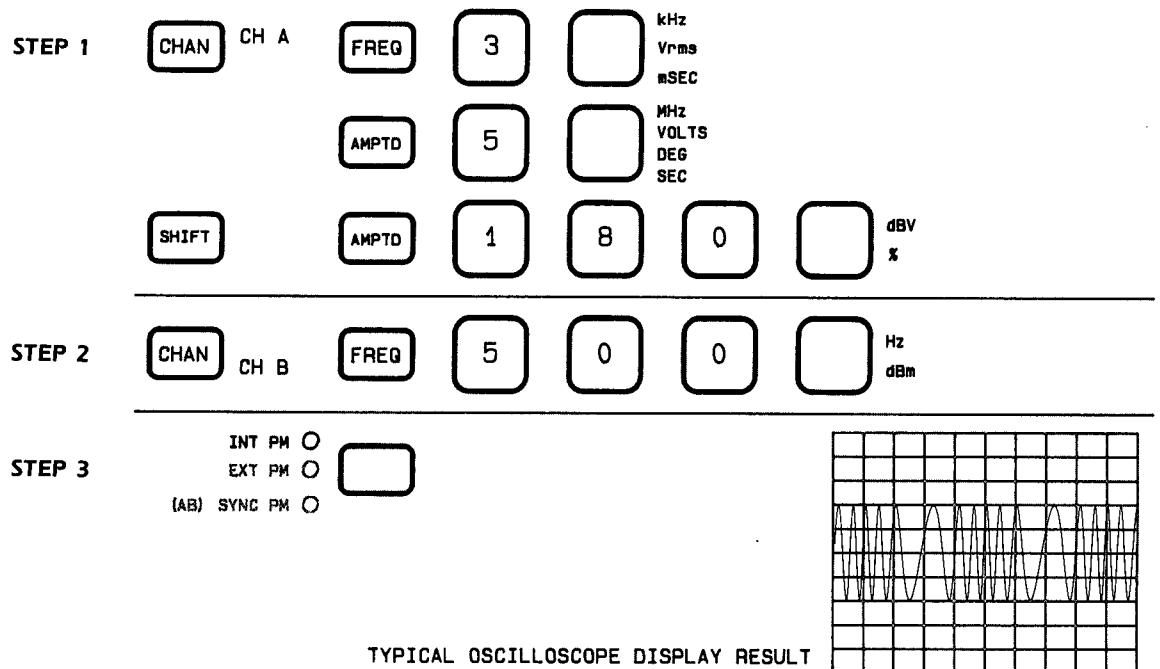 STEP 1 CHAN CH A FREQ 3 kHz
Vrms
mSEC
AMPTD 5 MHz
VOLTS
DEG
SEC
SHIFT AMPTD 1 8 0 dBV
%
STEP 2 CHAN CH B FREQ 5 0 0 Hz
dBm
STEP 3 INT PM
EXT PM
(AB) SYNC PM
TYPICAL OSCILLOSCOPE DISPLAY RESULT